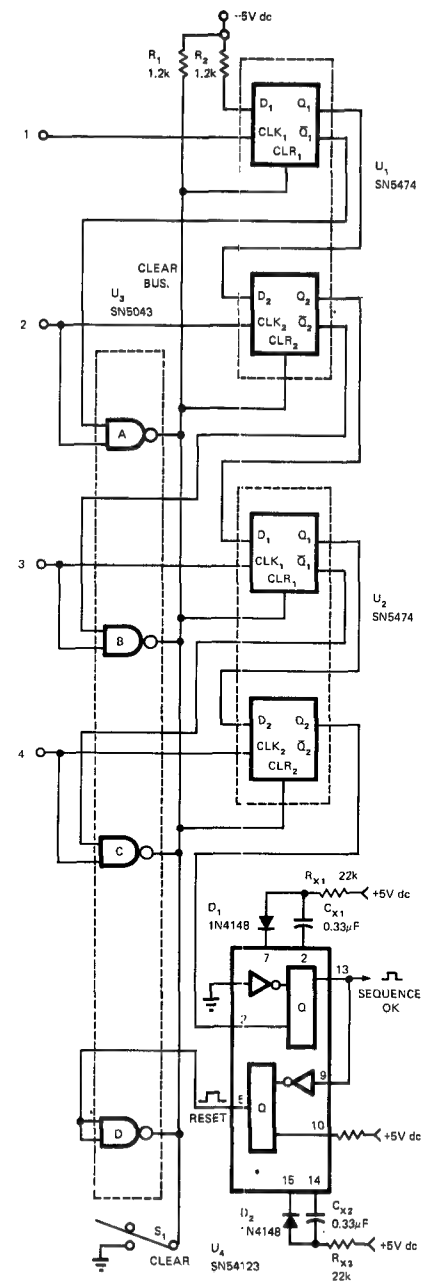 -5V dc
R1 R2
1.2k 1.2k
D1 Q1
1
CLK1 Q̅1
CLR1
U1
SN5474
CLEAR
BUS.
U3
SN5043
D2 Q2
2
CLK2 Q̅2
CLR2
A
D1 Q1
3
CLK1 Q̅1
CLR1
U2
SN5474
B
D2 Q2
4
CLK2 Q̅2
CLR2
C
RX1 22k
+5V dc
D1
1N4148
CX1
0.33µF
7 2
13
Q
SEQUENCE
OK
2
9
5
Q
RESET
10
+5V dc
D
15 14
D2
1N4148
CX2
0.33µF
S1
CLEAR
U4
SN54123
RX3
22k
+5V dc